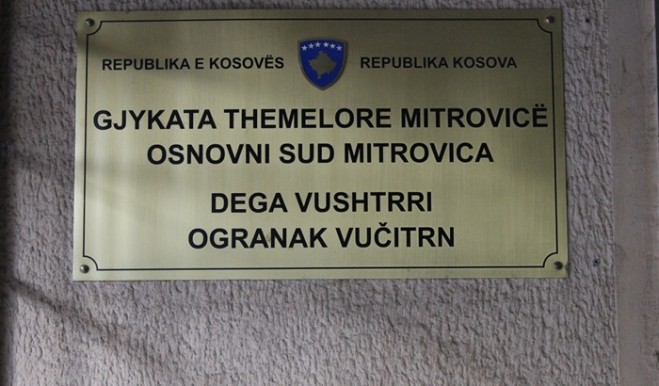 REPUBLIKA E KOSOVËS REPUBLIKA KOSOVA
GJYKATA THEMELORE MITROVICË
OSNOVNI SUD MITROVICA
DEGA VUSHTRRI
OGRANAK VUČITRN